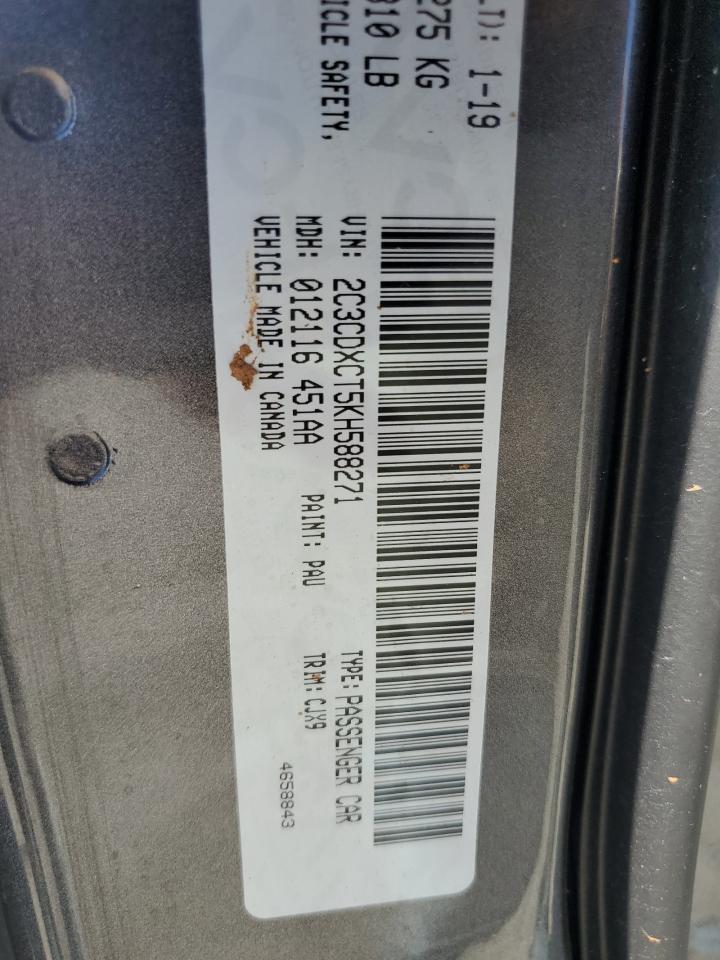 LT): 1-19
275 KG
310 LB
SAFETY,
VIN: 2C3CDXCT5KH588271 TYPE: PASSENGER CAR
MDH: 012116 451AA PAINT: PAU TRIM: CJX9
VEHICLE MADE IN CANADA
4658843